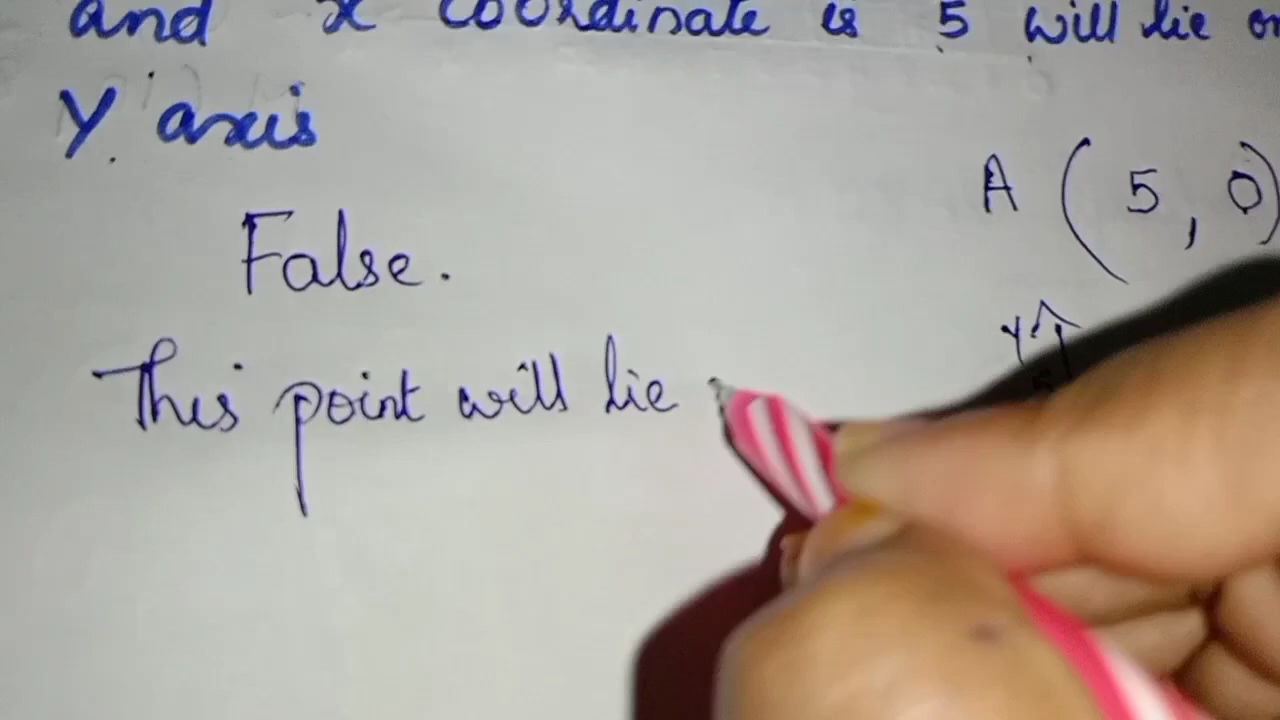 and x coordinate is 5 will lie on
Y axis
A ( 5 , 0 )
False.
Y
This point will lie